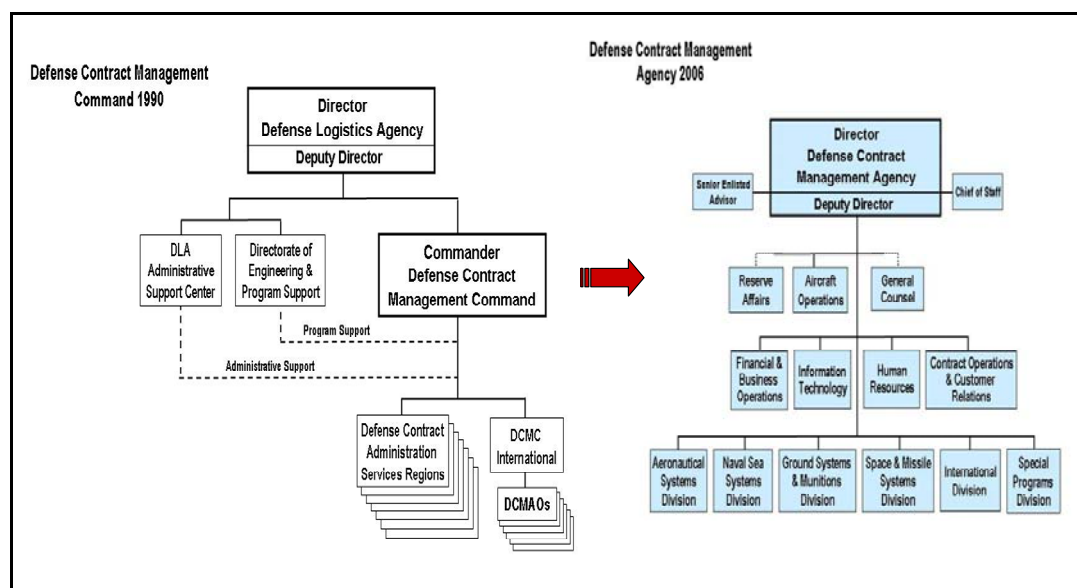 Defense Contract Management
Command 1990
Director
Defense Logistics Agency
Deputy Director
DLA
Administrative
Support Center
Directorate of
Engineering &
Program Support
Commander
Defense Contract
Management Command
Program Support
Administrative Support
Defense Contract
Administration
Services Regions
DCMC
International
DCMAOs
Defense Contract Management
Agency 2006
Director
Defense Contract
Management Agency
Deputy Director
Senior Enlisted
Advisor
Chief of Staff
Reserve
Affairs
Aircraft
Operations
General
Counsel
Financial &
Business
Operations
Information
Technology
Human
Resources
Contract Operations
& Customer
Relations
Aeronautical
Systems
Division
Naval Sea
Systems
Division
Ground Systems
& Munitions
Division
Space & Missile
Systems
Division
International
Division
Special
Programs
Division